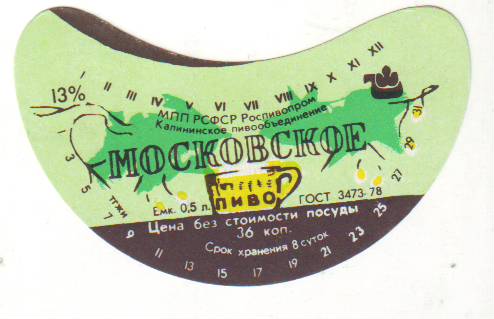 I II III IV V VI VII VIII IX X XI XII
13%
МПП РСФСР Роспивопром
Калининское пивообъединение
МОСКОВСКОЕ
ПИВО
Емк. 0,5 л.
ГОСТ 3473-78
Цена без стоимости посуды
36 коп.
Срок хранения 8 суток
3 5 7 9 11 13 15 17 19 21 23 25 27 29 31